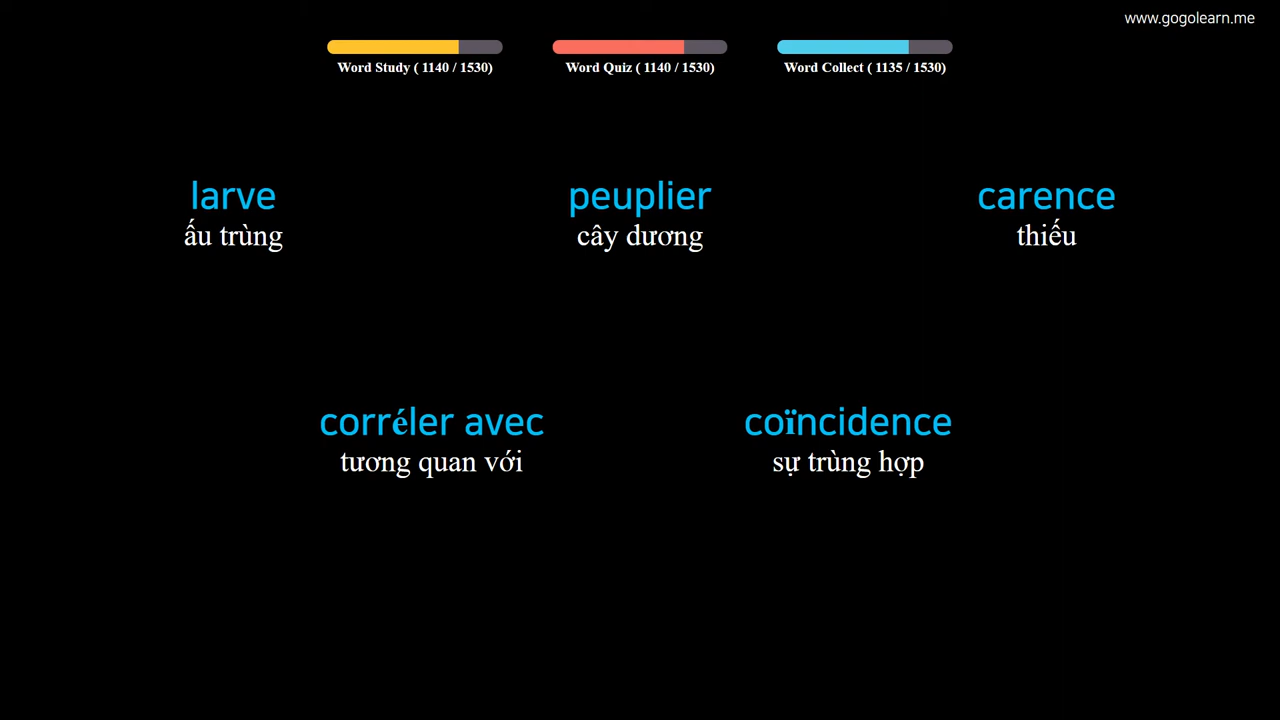 www.gogolearn.me
Word Study ( 1140 / 1530)
Word Quiz ( 1140 / 1530)
Word Collect ( 1135 / 1530)
larve
ấu trùng
peuplier
cây dương
carence
thiếu
corréler avec
tương quan với
coïncidence
sự trùng hợp